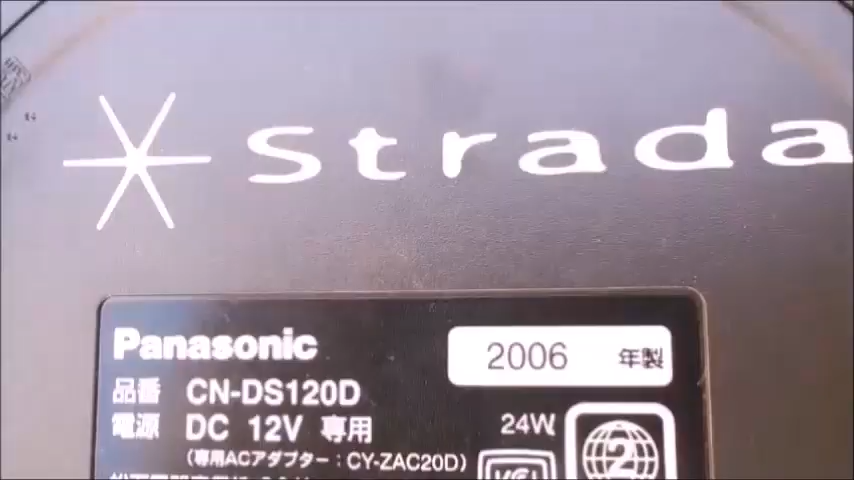 Strada
Panasonic
2006 年製
品番 CN-DS120D
電源 DC 12V 専用 24W
(専用ACアダプター:CY-ZAC20D)
2